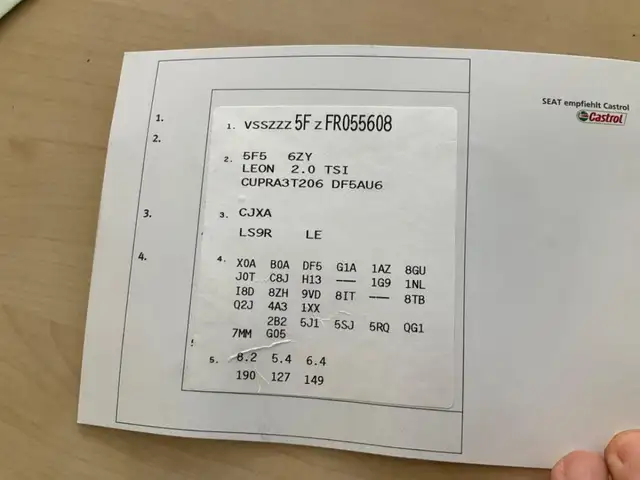 SEAT empfiehlt Castrol
Castrol
1.
2.
3.
4.
1. VSSZZZ 5F Z FR055608
2. 5F5 6ZY
LEON 2.0 TSI
CUPRA3T206 DF5AU6
3. CJXA
LS9R LE
4. X0A B0A DF5 G1A 1AZ 8GU
J0T C8J H13 —— 1G9 1NL
I8D 8ZH 9VD 8IT —— 8TB
Q2J 4A3 1XX
2B2 5J1 5SJ 5RQ QG1
7MM G05
5. 8.2 5.4 6.4
190 127 149